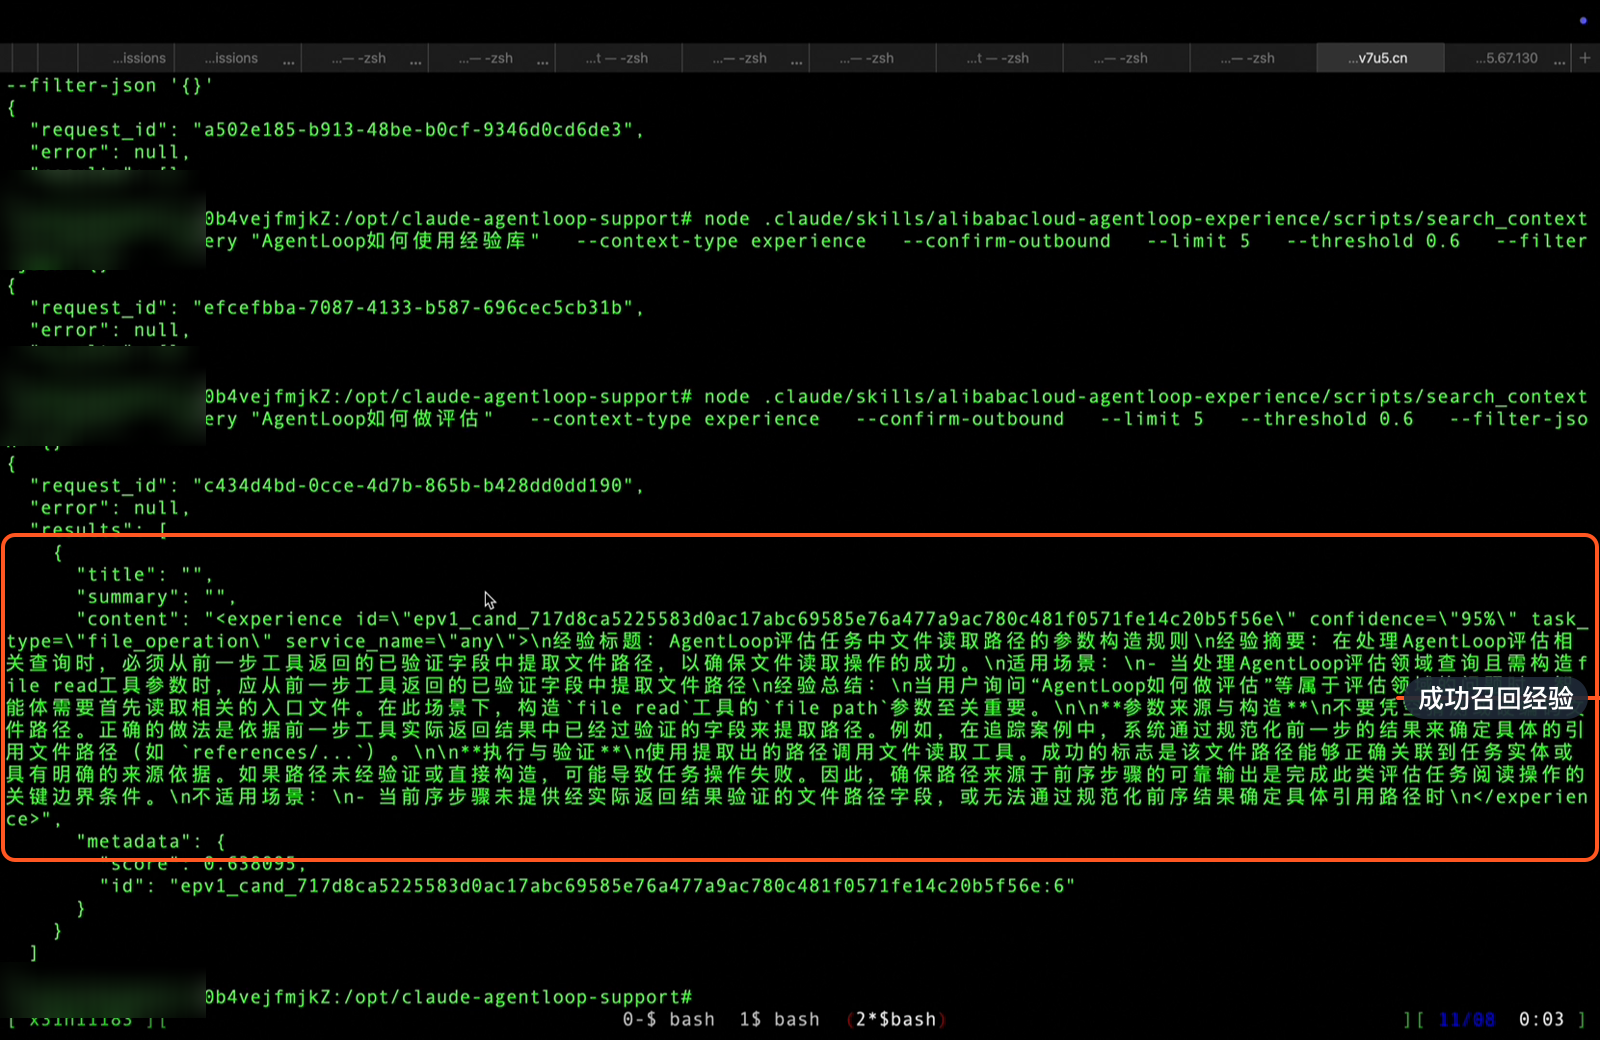 ...issions ...issions ... ...— -zsh ... ...— -zsh ... ...t — -zsh ...— -zsh ... ...— -zsh ...t — -zsh ...— -zsh ...— -zsh ...v7u5.cn ...5.67.130 ... +
--filter-json '{}'
{
"request_id": "a502e185-b913-48be-b0cf-9346d0cd6de3",
"error": null,
0b4vejfmjkZ:/opt/claude-agentloop-support# node .claude/skills/alibabacloud-agentloop-experience/scripts/search_context
ery "AgentLoop如何使用经验库" --context-type experience --confirm-outbound --limit 5 --threshold 0.6 --filter
{
"request_id": "efcefbba-7087-4133-b587-696cec5cb31b",
"error": null,
0b4vejfmjkZ:/opt/claude-agentloop-support# node .claude/skills/alibabacloud-agentloop-experience/scripts/search_context
ery "AgentLoop如何做评估" --context-type experience --confirm-outbound --limit 5 --threshold 0.6 --filter-jso
{
"request_id": "c434d4bd-0cce-4d7b-865b-b428dd0dd190",
"error": null,
"results": [
{
"title": "",
"summary": "",
"content": "<experience id=\"epv1_cand_717d8ca5225583d0ac17abc69585e76a477a9ac780c481f0571fe14c20b5f56e\" confidence=\"95%\" task_
type=\"file_operation\" service_name=\"any\">\n经验标题：AgentLoop评估任务中文件读取路径的参数构造规则\n经验摘要：在处理AgentLoop评估相
关查询时，必须从前一步工具返回的已验证字段中提取文件路径，以确保文件读取操作的成功。\n适用场景：\n- 当处理AgentLoop评估领域查询且需构造f
ile_read工具参数时，应从前一步工具返回的已验证字段中提取文件路径\n经验总结：\n当用户询问“AgentLoop如何做评估”等属于评估领
能体需要首先读取相关的入口文件。在此场景下，构造`file_read`工具的`file_path`参数至关重要。\n\n**参数来源与构造**\n不要凭
成功召回经验
件路径。正确的做法是依据前一步工具实际返回结果中已经过验证的字段来提取路径。例如，在追踪案例中，系统通过规范化前一步的结果来确定具体的引
用文件路径（如 `references/...`）。\n\n**执行与验证**\n使用提取出的路径调用文件读取工具。成功的标志是该文件路径能够正确关联到任务实体或
具有明确的来源依据。如果路径未经验证或直接构造，可能导致任务操作失败。因此，确保路径来源于前序步骤的可靠输出是完成此类评估任务阅读操作的
关键边界条件。\n不适用场景：\n- 当前序步骤未提供经实际返回结果验证的文件路径字段，或无法通过规范化前序结果确定具体引用路径时\n</experien
ce>",
"metadata": {
"score": 0.638095,
"id": "epv1_cand_717d8ca5225583d0ac17abc69585e76a477a9ac780c481f0571fe14c20b5f56e:6"
}
}
]
0b4vejfmjkZ:/opt/claude-agentloop-support#
0-$ bash 1$ bash (2*$bash) ][ 11/08 0:03 ]